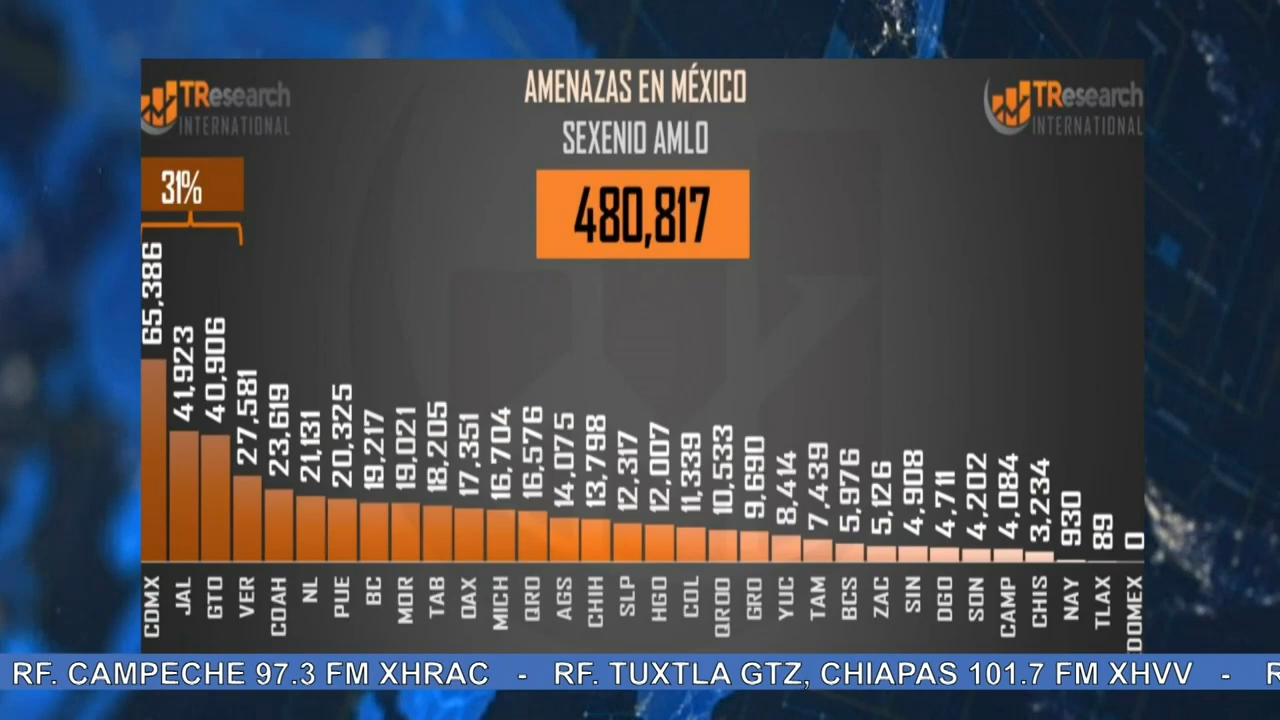 TResearch
INTERNATIONAL
AMENAZAS EN MÉXICO
SEXENIO AMLO
480,817
TResearch
INTERNATIONAL
31%
65,386
41,923
40,906
27,581
23,619
21,131
20,325
19,217
19,021
18,205
17,351
16,704
16,576
14,075
13,798
12,317
12,007
11,339
10,533
9,690
8,414
7,439
5,976
5,126
4,908
4,711
4,202
4,084
3,234
930
89
0
CDMX
JAL
GTO
VER
COAH
NL
PUE
BC
MOR
TAB
OAX
MICH
QRO
AGS
CHIH
SLP
HGO
COL
QROO
GRO
YUC
TAM
BCS
ZAC
SIN
DGO
SON
CAMP
CHIS
NAY
TLAX
DOMEX
RF. CAMPECHE 97.3 FM XHRAC - RF. TUXTLA GTZ, CHIAPAS 101.7 FM XHVV - R